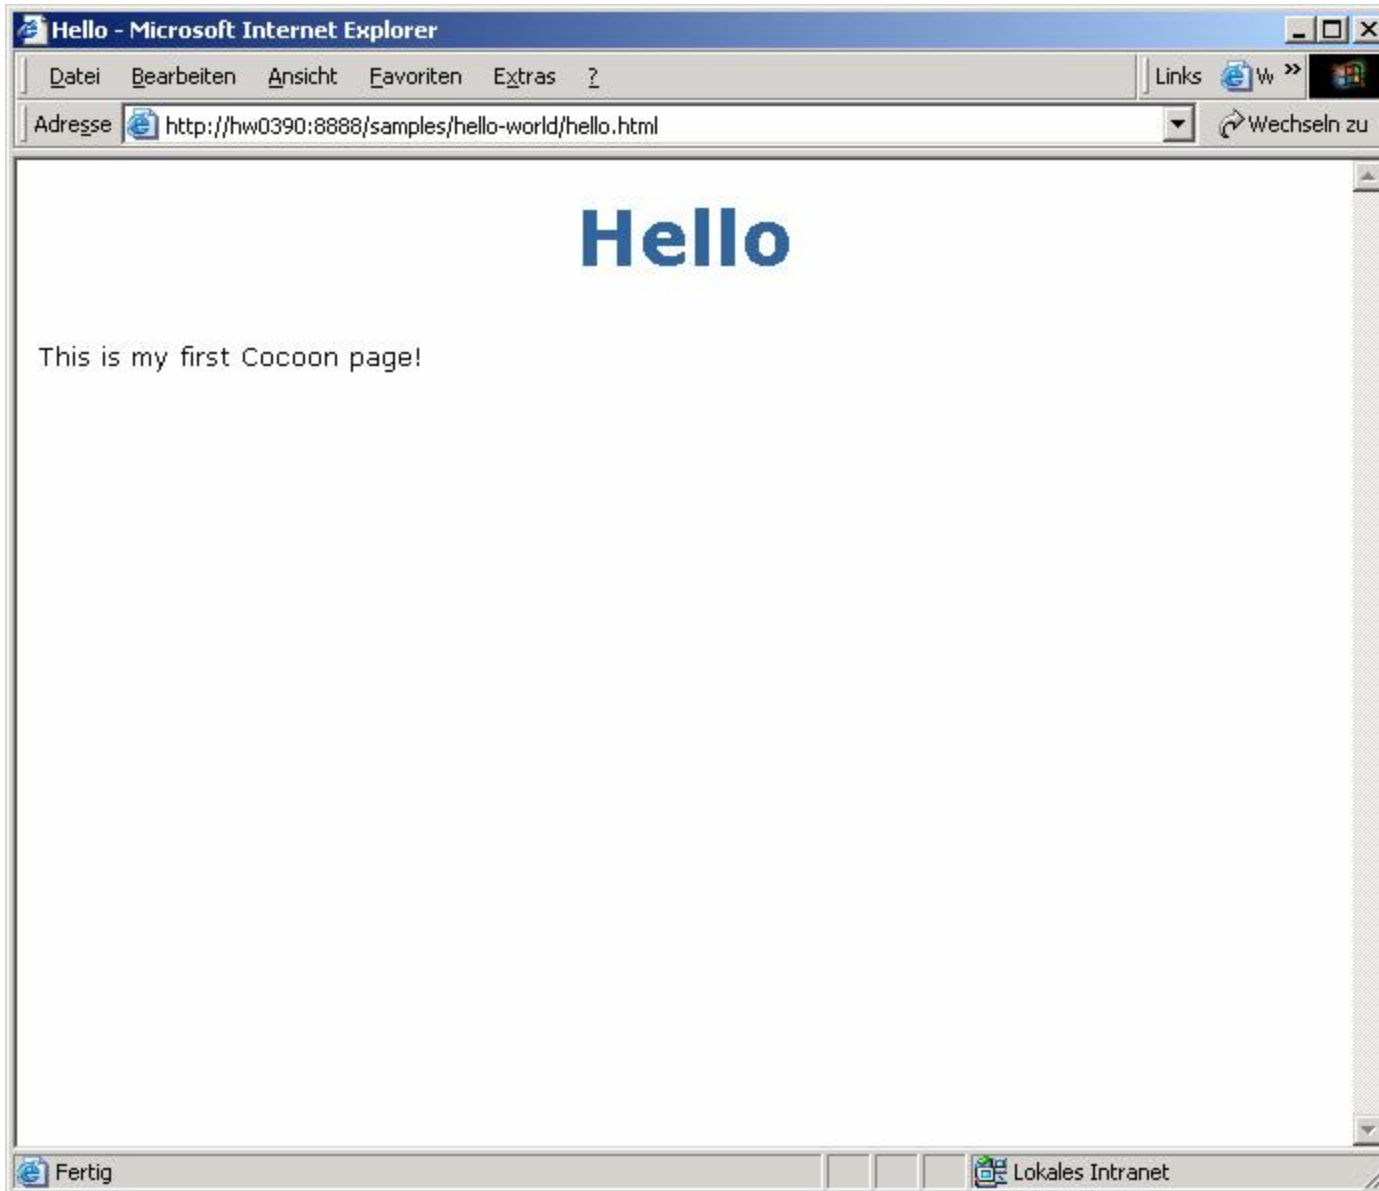 Hello - Microsoft Internet Explorer
Datei Bearbeiten Ansicht Favoriten Extras ? Links W »
Adresse http://hw0390:8888/samples/hello-world/hello.html Wechseln zu
Hello
This is my first Cocoon page!
Fertig Lokales Intranet